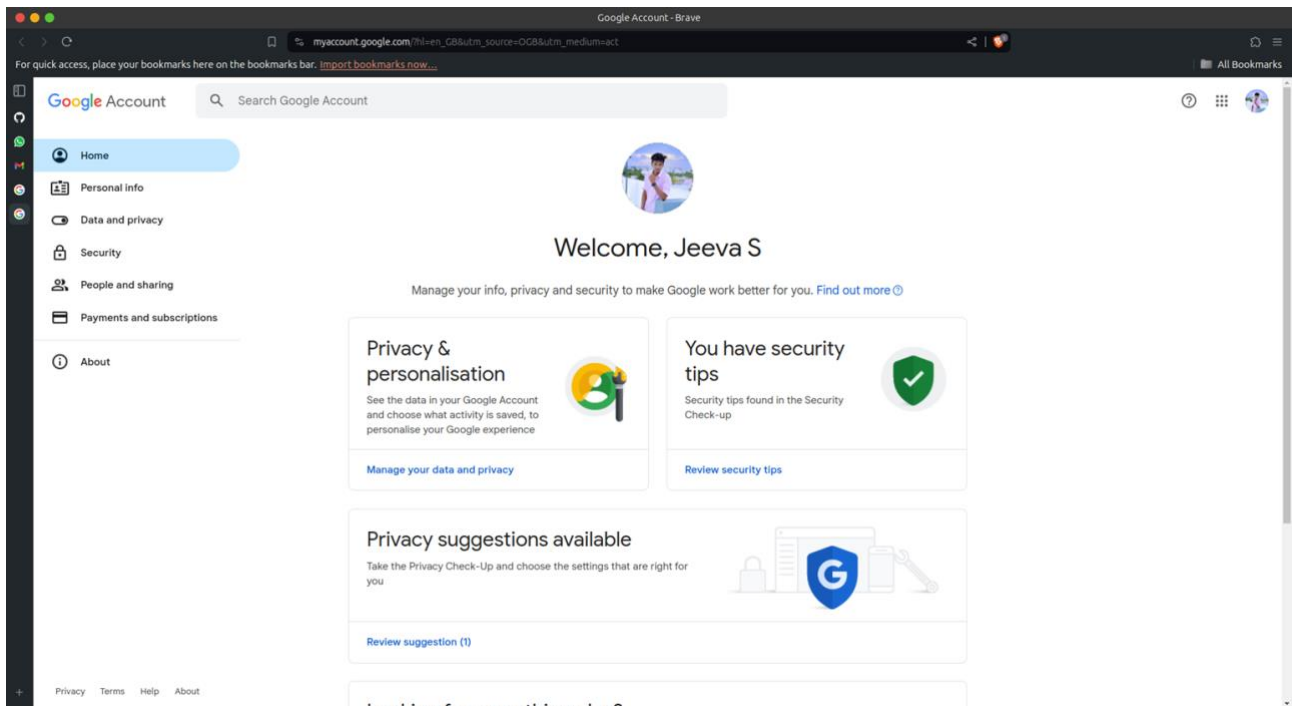 Google Account - Brave
myaccount.google.com/?hl=en_GB&utm_source=OGB&utm_medium=act
For quick access, place your bookmarks here on the bookmarks bar. Import bookmarks now...
All Bookmarks
Google Account
Search Google Account
Home
Personal info
Data and privacy
Security
People and sharing
Payments and subscriptions
About
Welcome, Jeeva S
Manage your info, privacy and security to make Google work better for you. Find out more
Privacy &
personalisation
See the data in your Google Account
and choose what activity is saved, to
personalise your Google experience
Manage your data and privacy
You have security
tips
Security tips found in the Security
Check-up
Review security tips
Privacy suggestions available
Take the Privacy Check-Up and choose the settings that are right for
you
G
Review suggestion (1)
Privacy Terms Help About